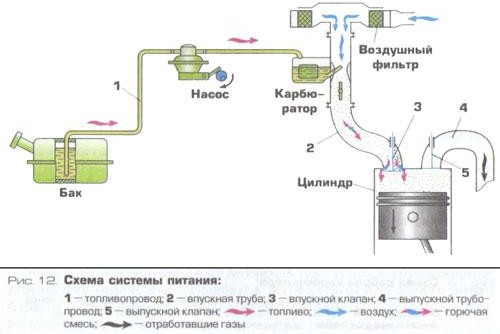 Воздушный
фильтр
1
Насос
Карбю-
ратор
2
3
4
5
Бак
Цилиндр
Рис. 12. Схема системы питания:
1 – топливопровод; 2 – впускная труба; 3 – впускной клапан; 4 – выпускной трубо-
провод; 5 – выпускной клапан; – топливо; – воздух; – горючая
смесь; – отработавшие газы